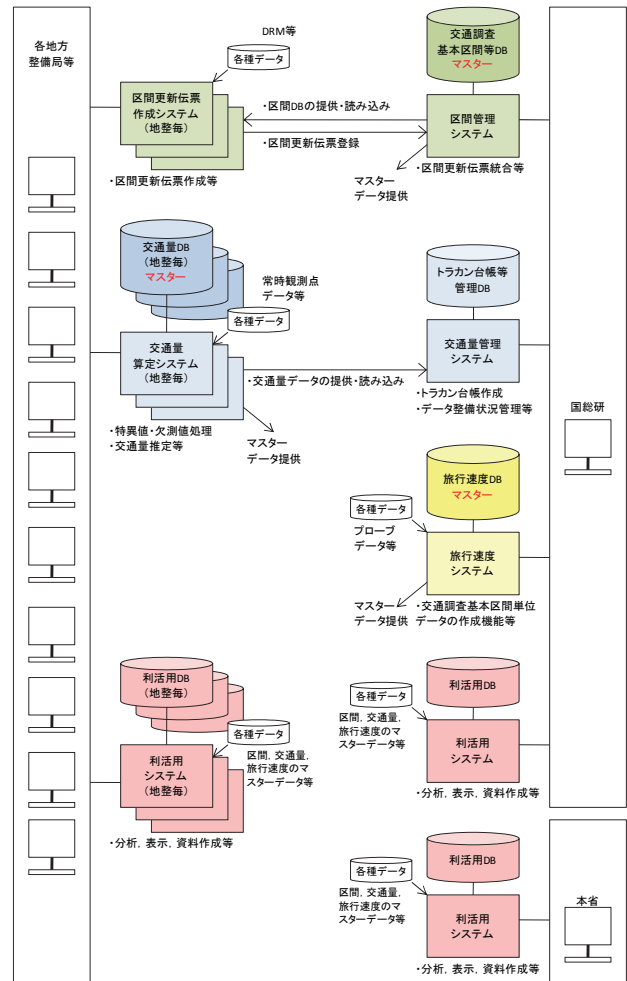 各地方
整備局等
DRM等
各種データ
区間更新伝票
作成システム
(地整毎)
・区間更新伝票作成等
・区間DBの提供・読み込み
・区間更新伝票登録
交通調査
基本区間等DB
マスター
区間管理
システム
・区間更新伝票統合等
マスター
データ提供
交通量DB
(地整毎)
マスター
常時観測点
データ等
各種データ
交通量
算定システム
(地整毎)
・特異値・欠測値処理
・交通量推定等
マスター
データ提供
・交通量データの提供・読み込み
トラカン台帳等
管理DB
交通量管理
システム
・トラカン台帳作成
・データ整備状況管理等
国総研
旅行速度DB
マスター
各種データ
プローブ
データ等
旅行速度
システム
マスター
データ提供
・交通調査基本区間単位
データの作成機能等
利活用DB
(地整毎)
各種データ
区間, 交通量,
旅行速度のマ
スターデータ等
利活用
システム
(地整毎)
・分析, 表示, 資料作成等
利活用DB
各種データ
区間, 交通量,
旅行速度のマス
ターデータ等
利活用
システム
・分析, 表示, 資料作成等
利活用DB
各種データ
区間, 交通量,
旅行速度のマス
ターデータ等
利活用
システム
・分析, 表示, 資料作成等
本省